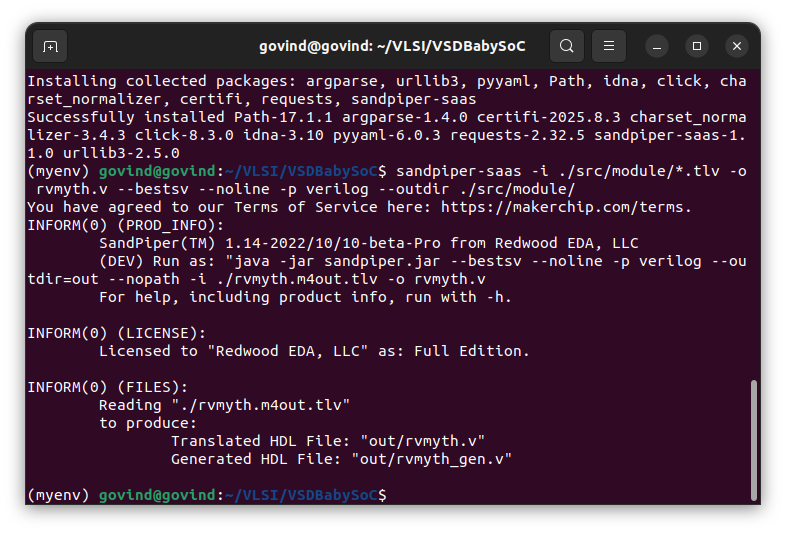 govind@govind: ~/VLSI/VSDBabySoC
Installing collected packages: argparse, urllib3, pyyaml, Path, idna, click, cha
rset_normalizer, certifi, requests, sandpiper-saas
Successfully installed Path-17.1.1 argparse-1.4.0 certifi-2025.8.3 charset_norma
lizer-3.4.3 click-8.3.0 idna-3.10 pyyaml-6.0.3 requests-2.32.5 sandpiper-saas-1.
1.0 urllib3-2.5.0
(myenv) govind@govind:~/VLSI/VSDBabySoC$ sandpiper-saas -i ./src/module/*.tlv -o
 rvmyth.v --bestsv --noline -p verilog --outdir ./src/module/
You have agreed to our Terms of Service here: https://makerchip.com/terms.
INFORM(0) (PROD_INFO):
        SandPiper(TM) 1.14-2022/10/10-beta-Pro from Redwood EDA, LLC
        (DEV) Run as: "java -jar sandpiper.jar --bestsv --noline -p verilog --ou
tdir=out --nopath -i ./rvmyth.m4out.tlv -o rvmyth.v
        For help, including product info, run with -h.
INFORM(0) (LICENSE):
        Licensed to "Redwood EDA, LLC" as: Full Edition.
INFORM(0) (FILES):
        Reading "./rvmyth.m4out.tlv"
        to produce:
                Translated HDL File: "out/rvmyth.v"
                Generated HDL File: "out/rvmyth_gen.v"
(myenv) govind@govind:~/VLSI/VSDBabySoC$